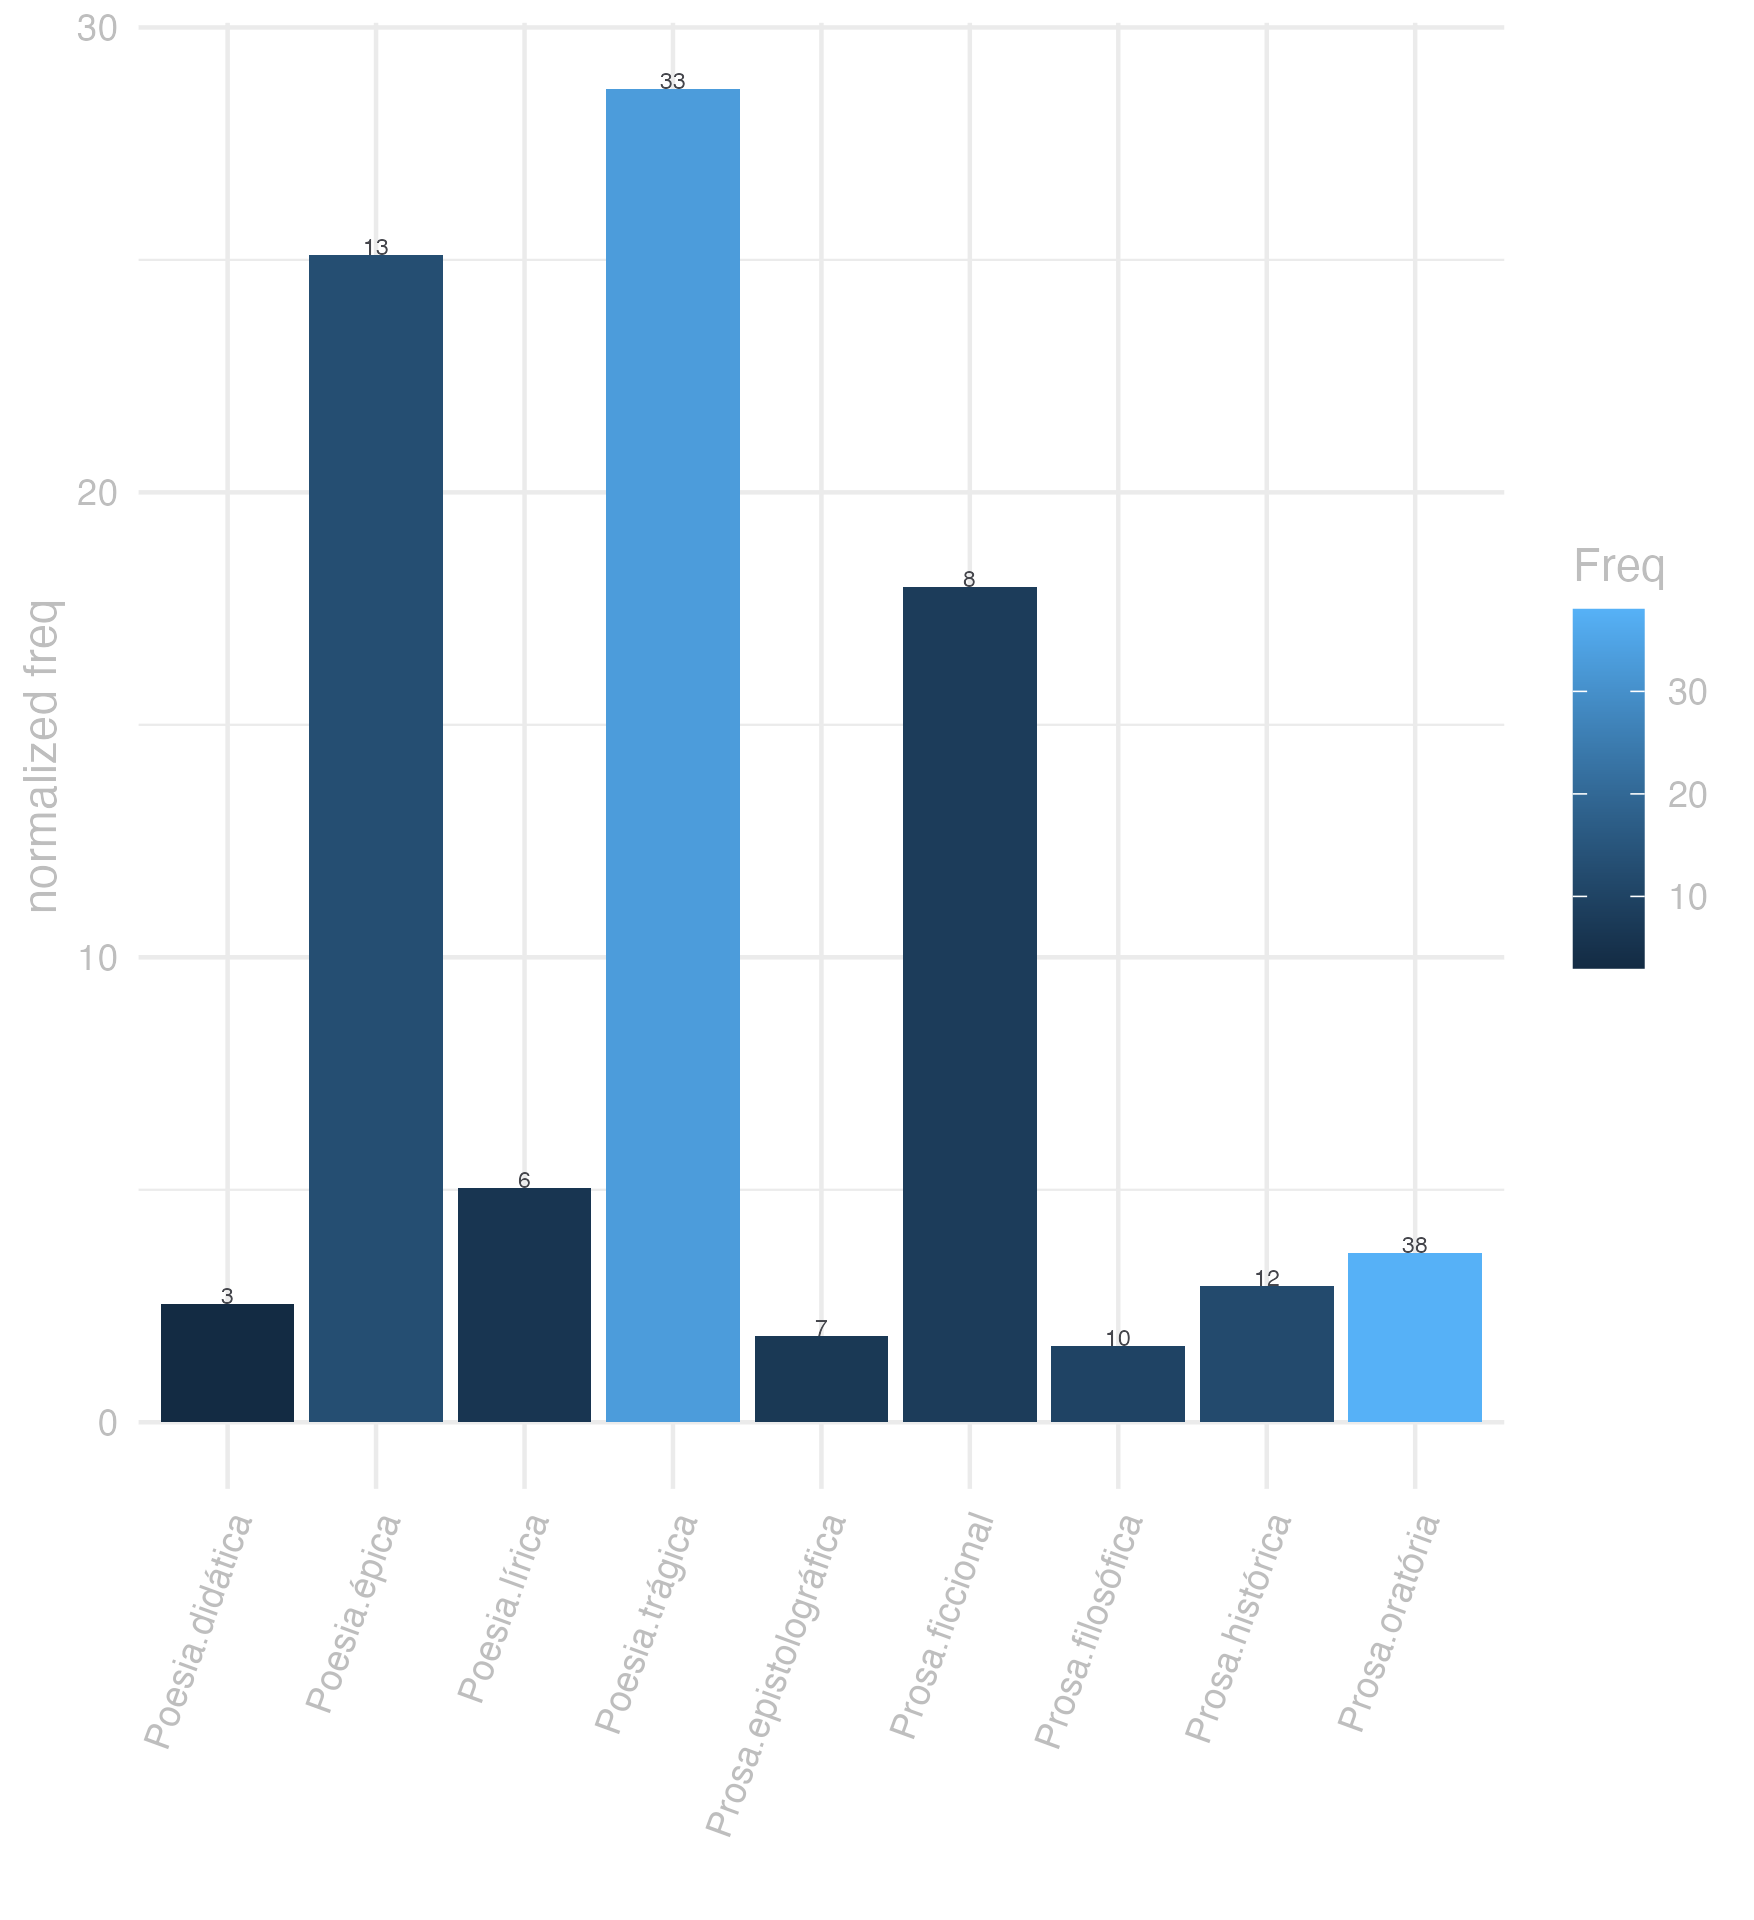 30
20
10
0
normalized freq
33
13
8
6
3
7
10
12
38
Poesia.didática
Poesia.épica
Poesia.lírica
Poesia.trágica
Prosa.epistolográfica
Prosa.ficcional
Prosa.filosófica
Prosa.histórica
Prosa.oratória
Freq
30
20
10